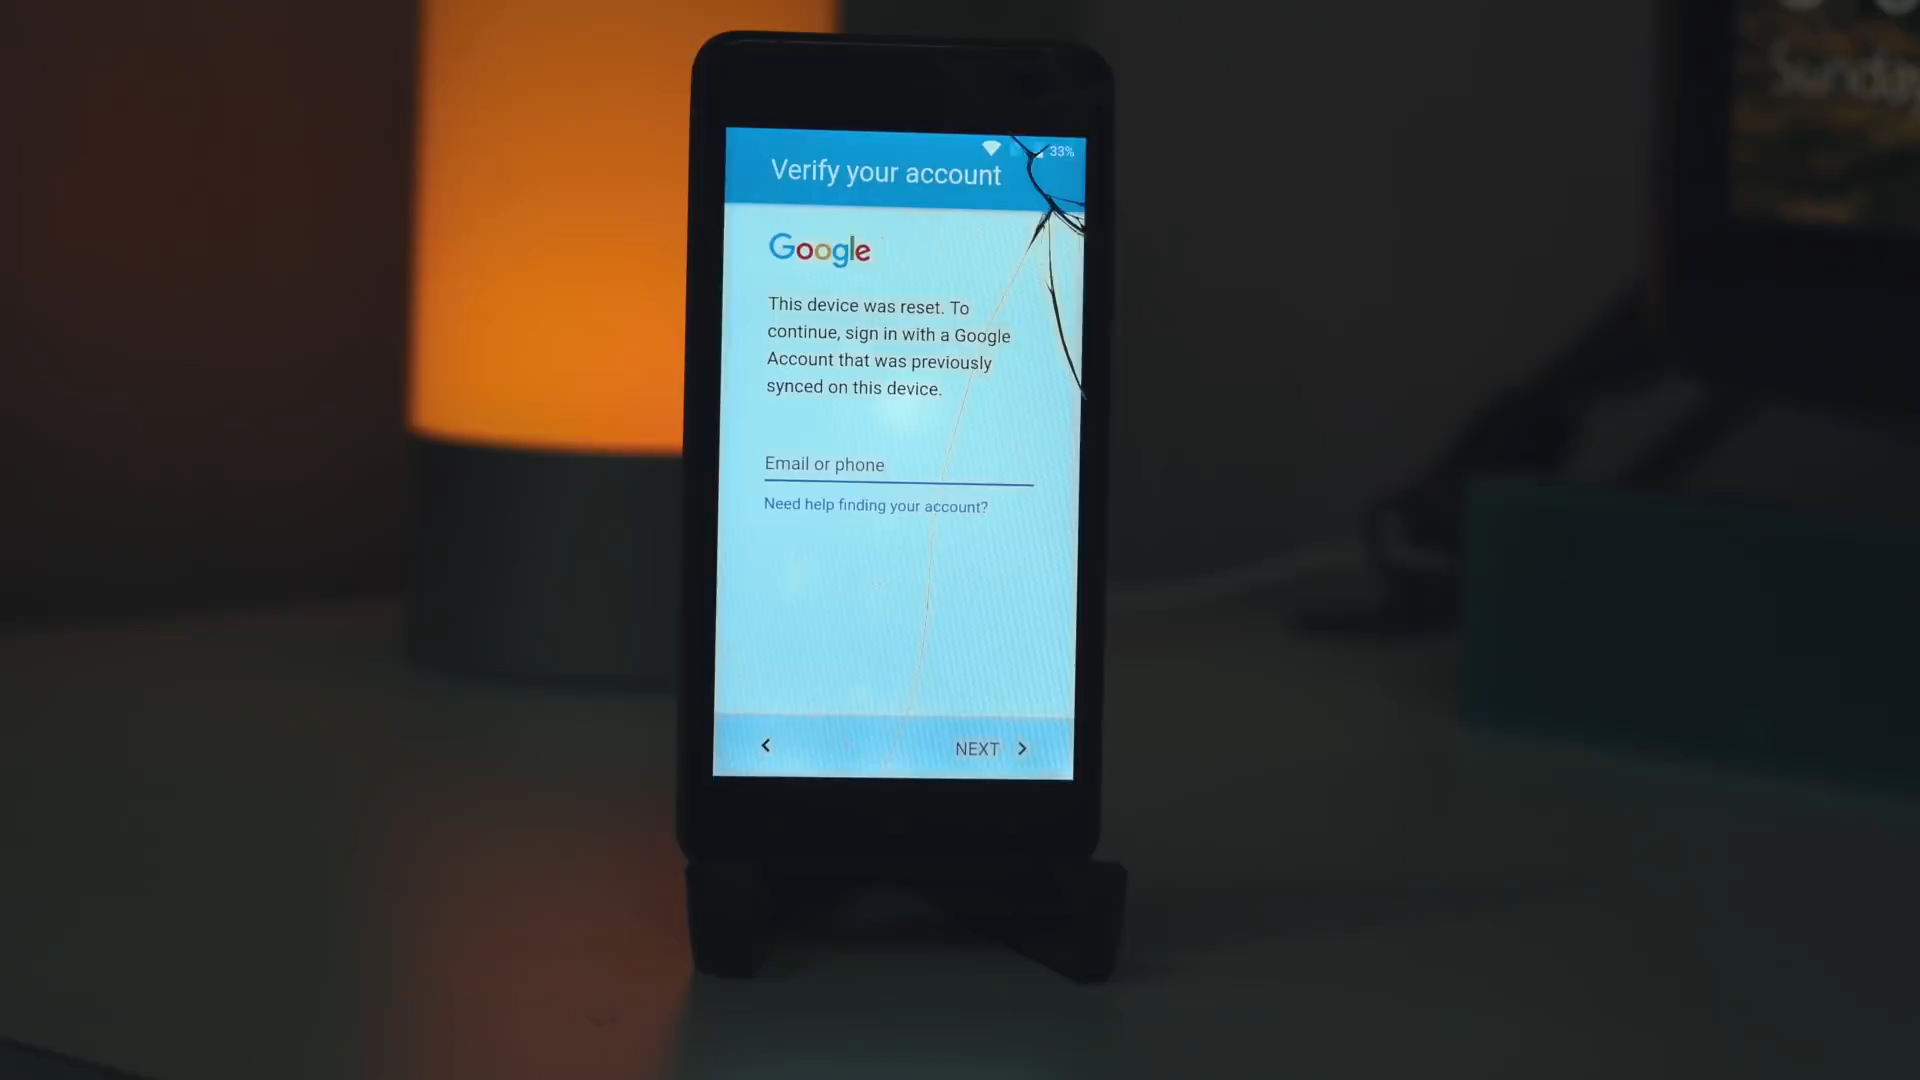 33%
Verify your account
Google
This device was reset. To
continue, sign in with a Google
Account that was previously
synced on this device.
Email or phone
Need help finding your account?
NEXT
Sunday